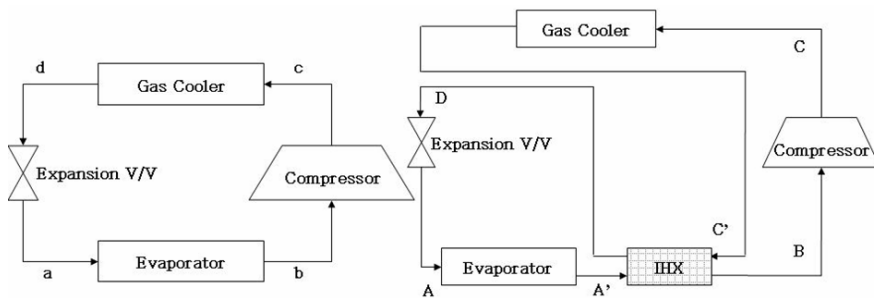 d
Gas Cooler
c
Expansion V/V
Compressor
a
Evaporator
b
Gas Cooler
C
D
Expansion V/V
Compressor
C'
A
Evaporator
A'
IHX
B